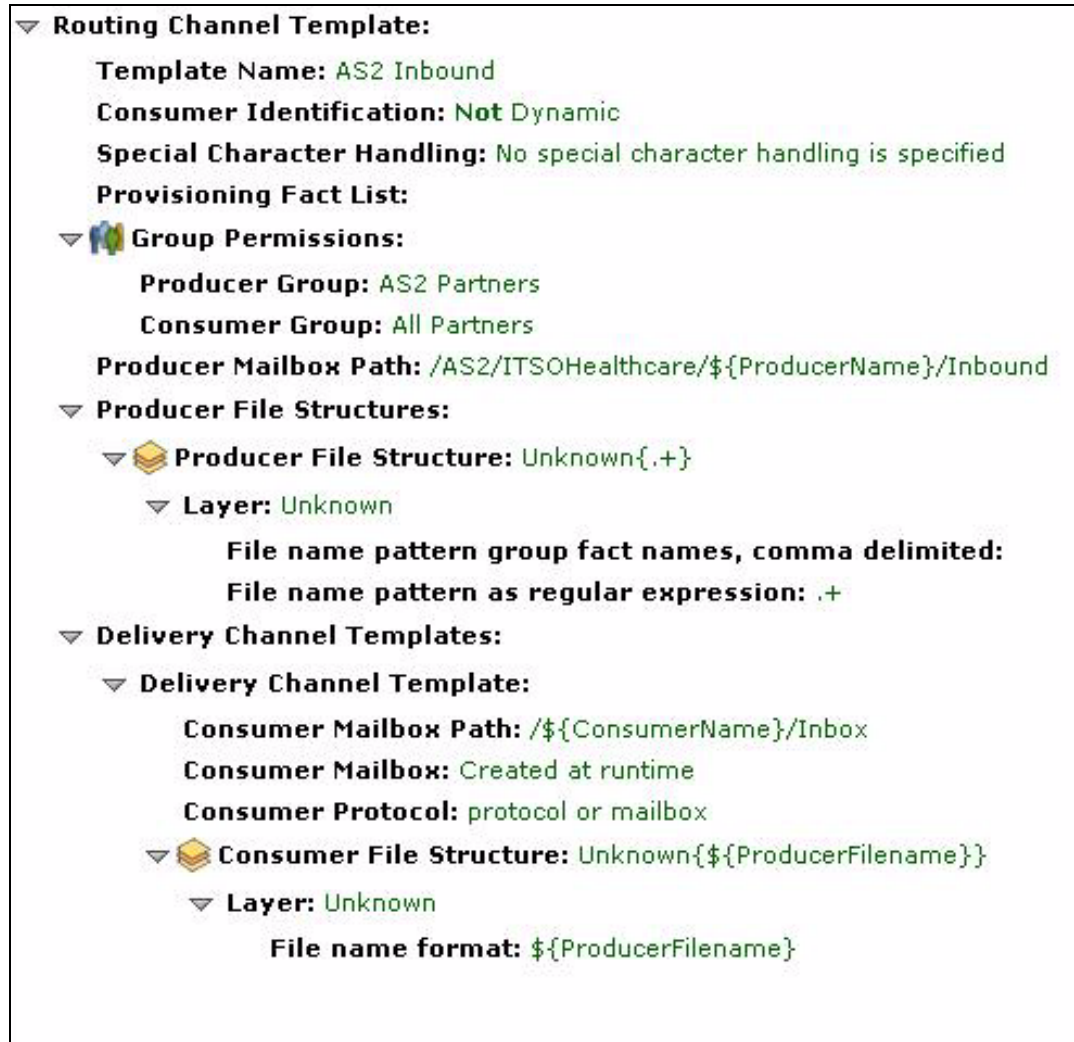 Routing Channel Template:
Template Name: AS2 Inbound
Consumer Identification: Not Dynamic
Special Character Handling: No special character handling is specified
Provisioning Fact List:
Group Permissions:
Producer Group: AS2 Partners
Consumer Group: All Partners
Producer Mailbox Path: /AS2/ITSOHealthcare/${ProducerName}/Inbound
Producer File Structures:
Producer File Structure: Unknown{.+}
Layer: Unknown
File name pattern group fact names, comma delimited:
File name pattern as regular expression: .+
Delivery Channel Templates:
Delivery Channel Template:
Consumer Mailbox Path: /${ConsumerName}/Inbox
Consumer Mailbox: Created at runtime
Consumer Protocol: protocol or mailbox
Consumer File Structure: Unknown{${ProducerFilename}}
Layer: Unknown
File name format: ${ProducerFilename}